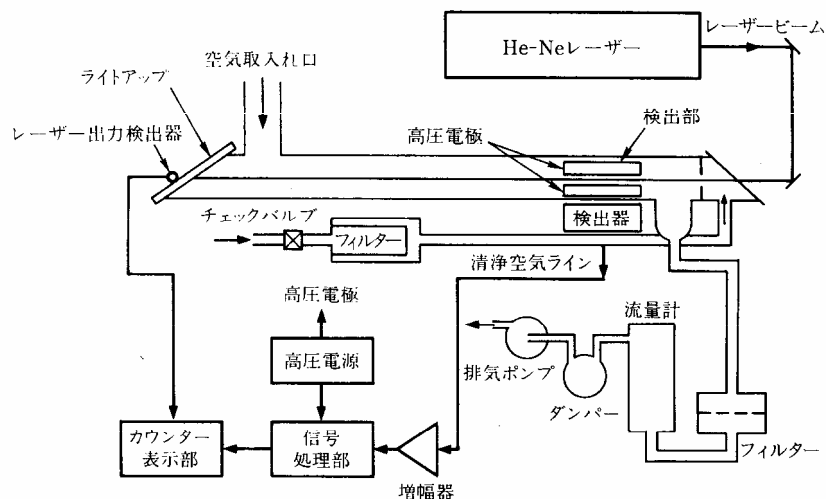 He-Neレーザー
レーザービーム
空気取入れ口
ライトアップ
レーザー出力検出器
検出部
高圧電極
検出器
チェックバルブ
フィルター
清浄空気ライン
高圧電極
流量計
高圧電源
排気ポンプ
ダンパー
カウンター
表示部
信号
処理部
増幅器
フィルター